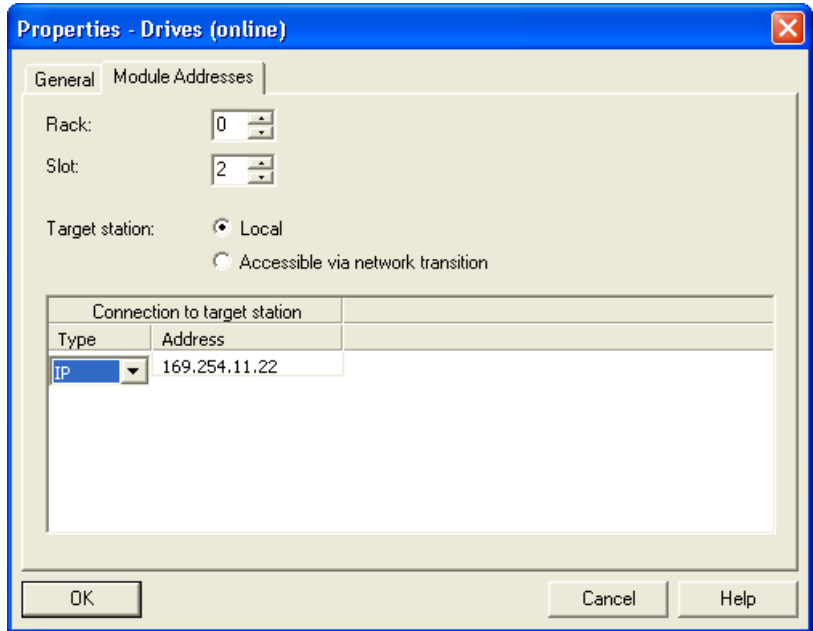 Properties - Drives (online)
General Module Addresses
Rack: 0
Slot: 2
Target station: Local
Accessible via network transition
Connection to target station
Type Address
IP 169.254.11.22
OK Cancel Help